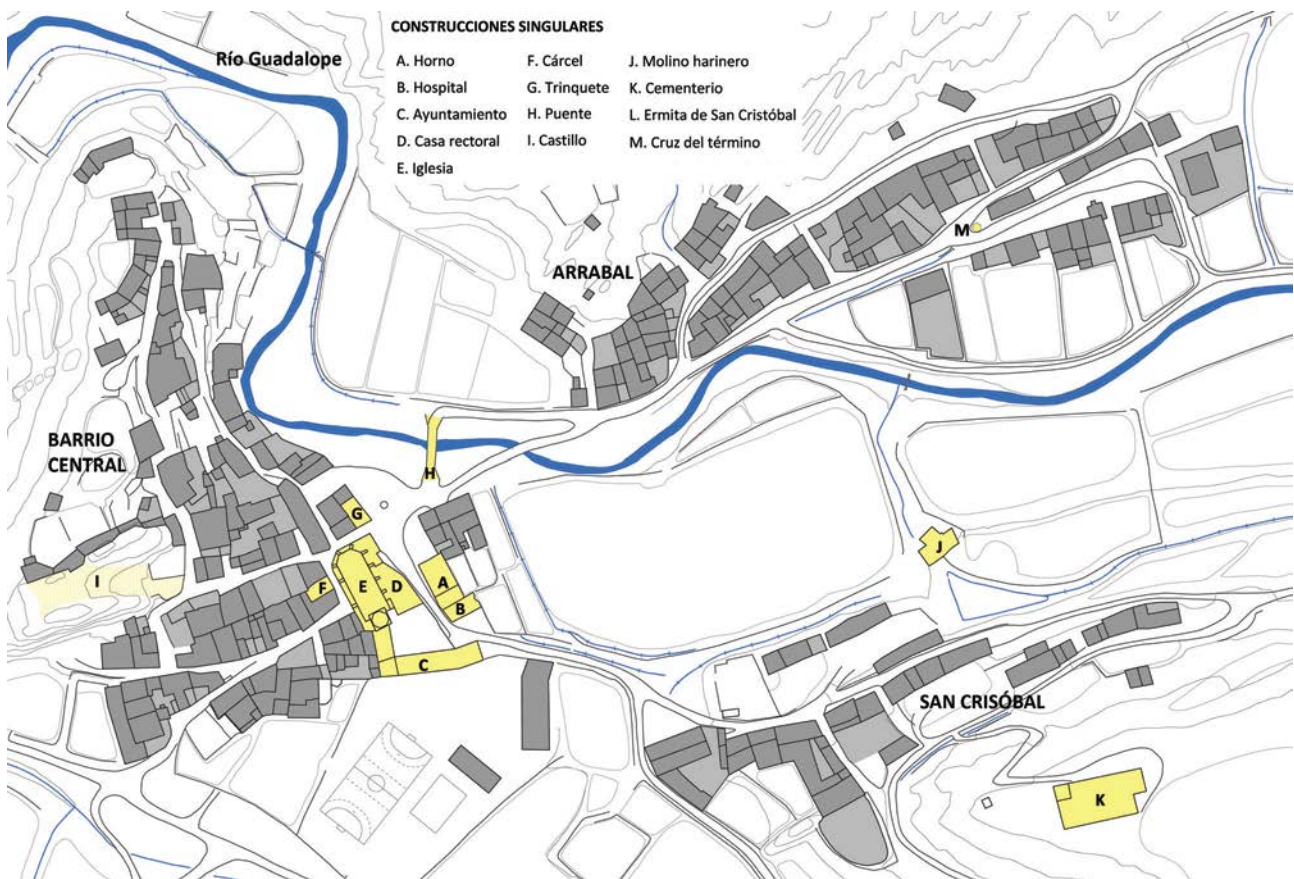 CONSTRUCCIONES SINGULARES
A. Horno
B. Hospital
C. Ayuntamiento
D. Casa rectoral
E. Iglesia
F. Cárcel
G. Trinquete
H. Puente
I. Castillo
J. Molino harinero
K. Cementerio
L. Ermita de San Cristóbal
M. Cruz del término
Río Guadalope
ARRABAL
M
BARRIO
CENTRAL
H
G
I
F
E
D
A
B
C
J
SAN CRISÓBAL
K